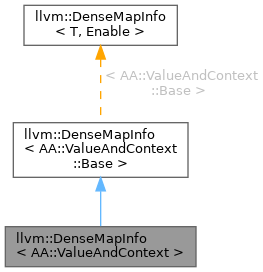 llvm::DenseMapInfo
< T, Enable >
< AA::ValueAndContext
::Base >
llvm::DenseMapInfo
< AA::ValueAndContext
::Base >
llvm::DenseMapInfo
< AA::ValueAndContext >